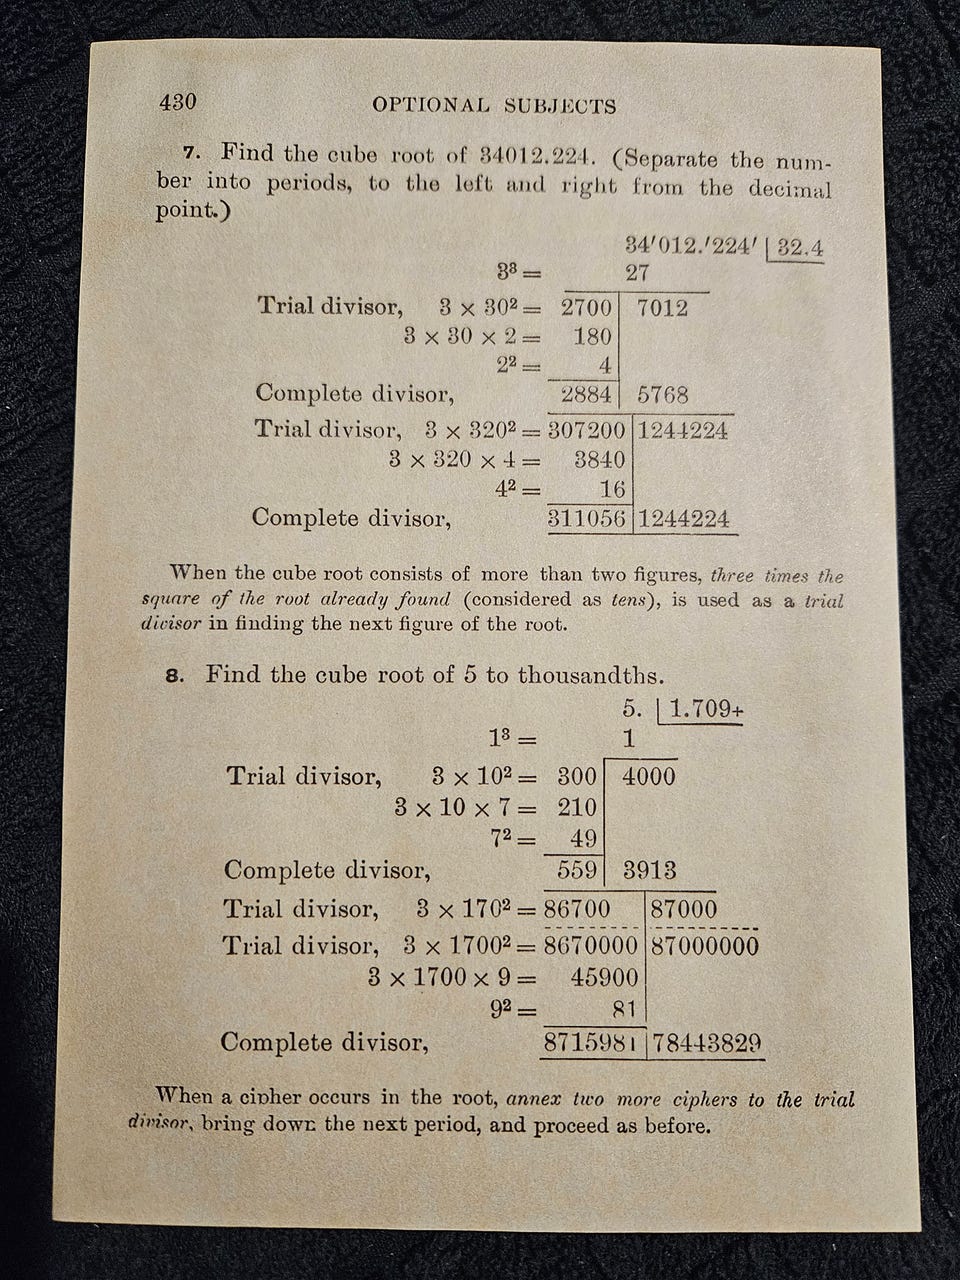 430 OPTIONAL SUBJECTS
7. Find the cube root of 34012.224. (Separate the num-
ber into periods, to the left and right from the decimal
point.)
34′012.′224′ | 32.4
3³ = 27
Trial divisor, 3 × 30² = 2700 | 7012
3 × 30 × 2 = 180
2² = 4
Complete divisor, 2884 | 5768
Trial divisor, 3 × 320² = 307200 | 1244224
3 × 320 × 4 = 3840
4² = 16
Complete divisor, 311056 | 1244224
When the cube root consists of more than two figures, three times the
square of the root already found (considered as tens), is used as a trial
divisor in finding the next figure of the root.
8. Find the cube root of 5 to thousandths.
5. | 1.709+
1³ = 1
Trial divisor, 3 × 10² = 300 | 4000
3 × 10 × 7 = 210
7² = 49
Complete divisor, 559 | 3913
Trial divisor, 3 × 170² = 86700 | 87000
Trial divisor, 3 × 1700² = 8670000 | 87000000
3 × 1700 × 9 = 45900
9² = 81
Complete divisor, 8715981 | 78443829
When a cipher occurs in the root, annex two more ciphers to the trial
divisor, bring down the next period, and proceed as before.